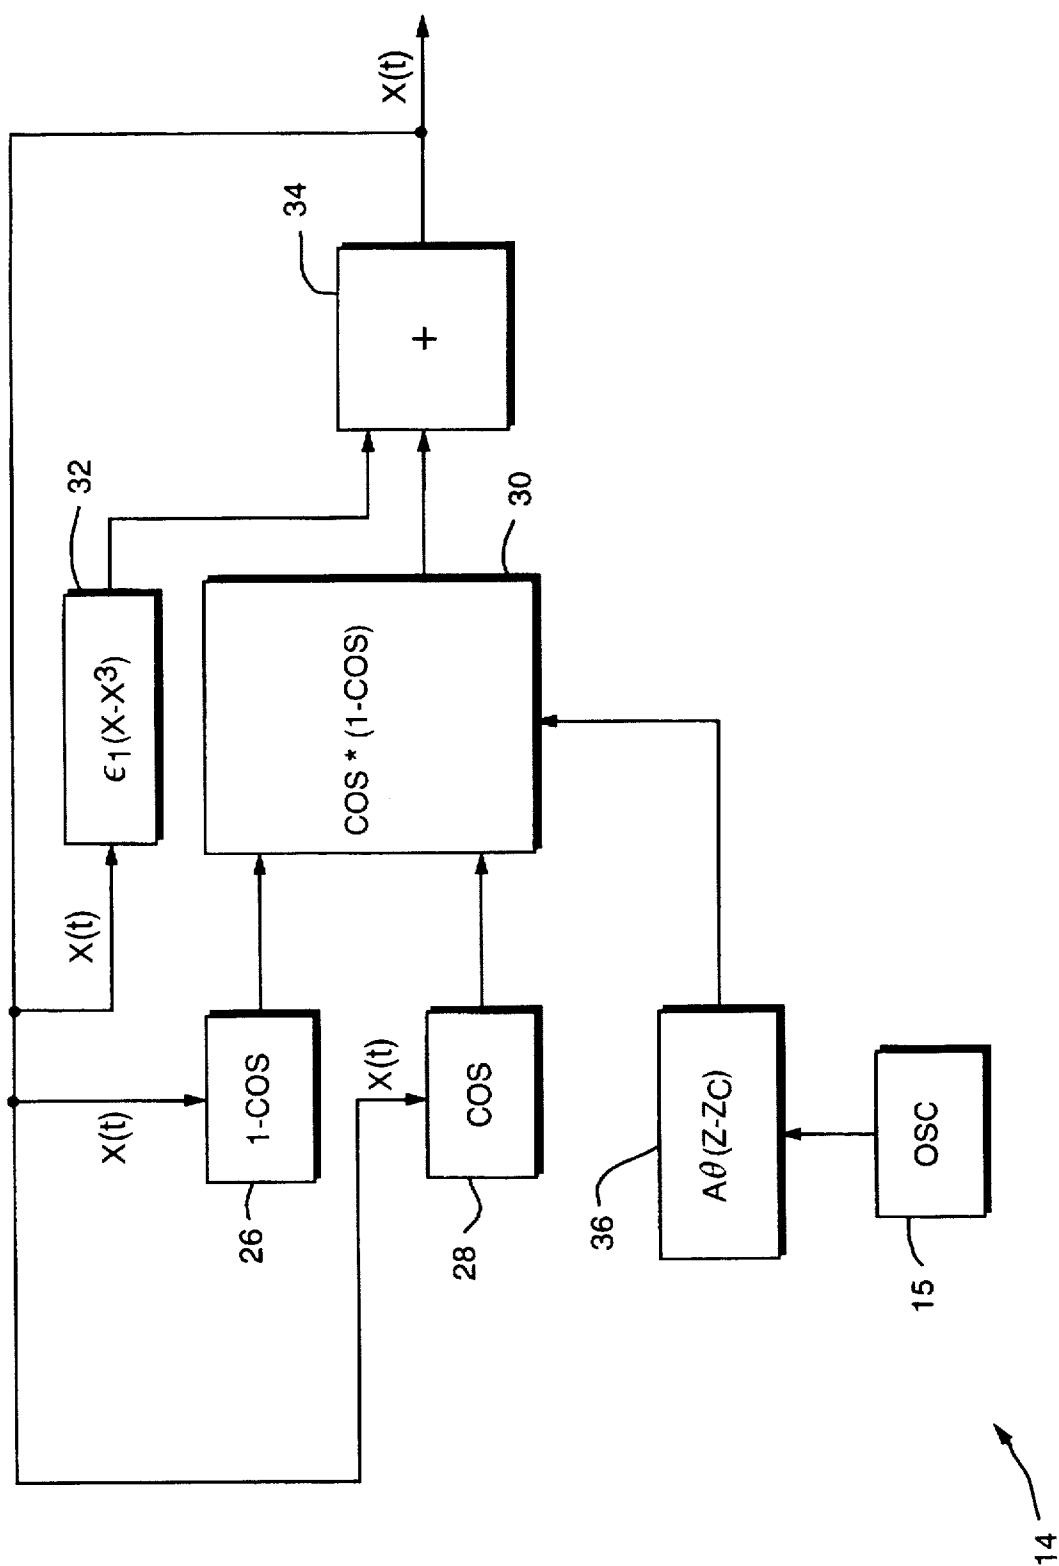 X(t)
34
+
32
ϵ1(X-X³)
X(t)
30
COS * (1-COS)
X(t)
1-COS
26
X(t)
COS
28
Aθ(Z-ZC)
36
OSC
15
14